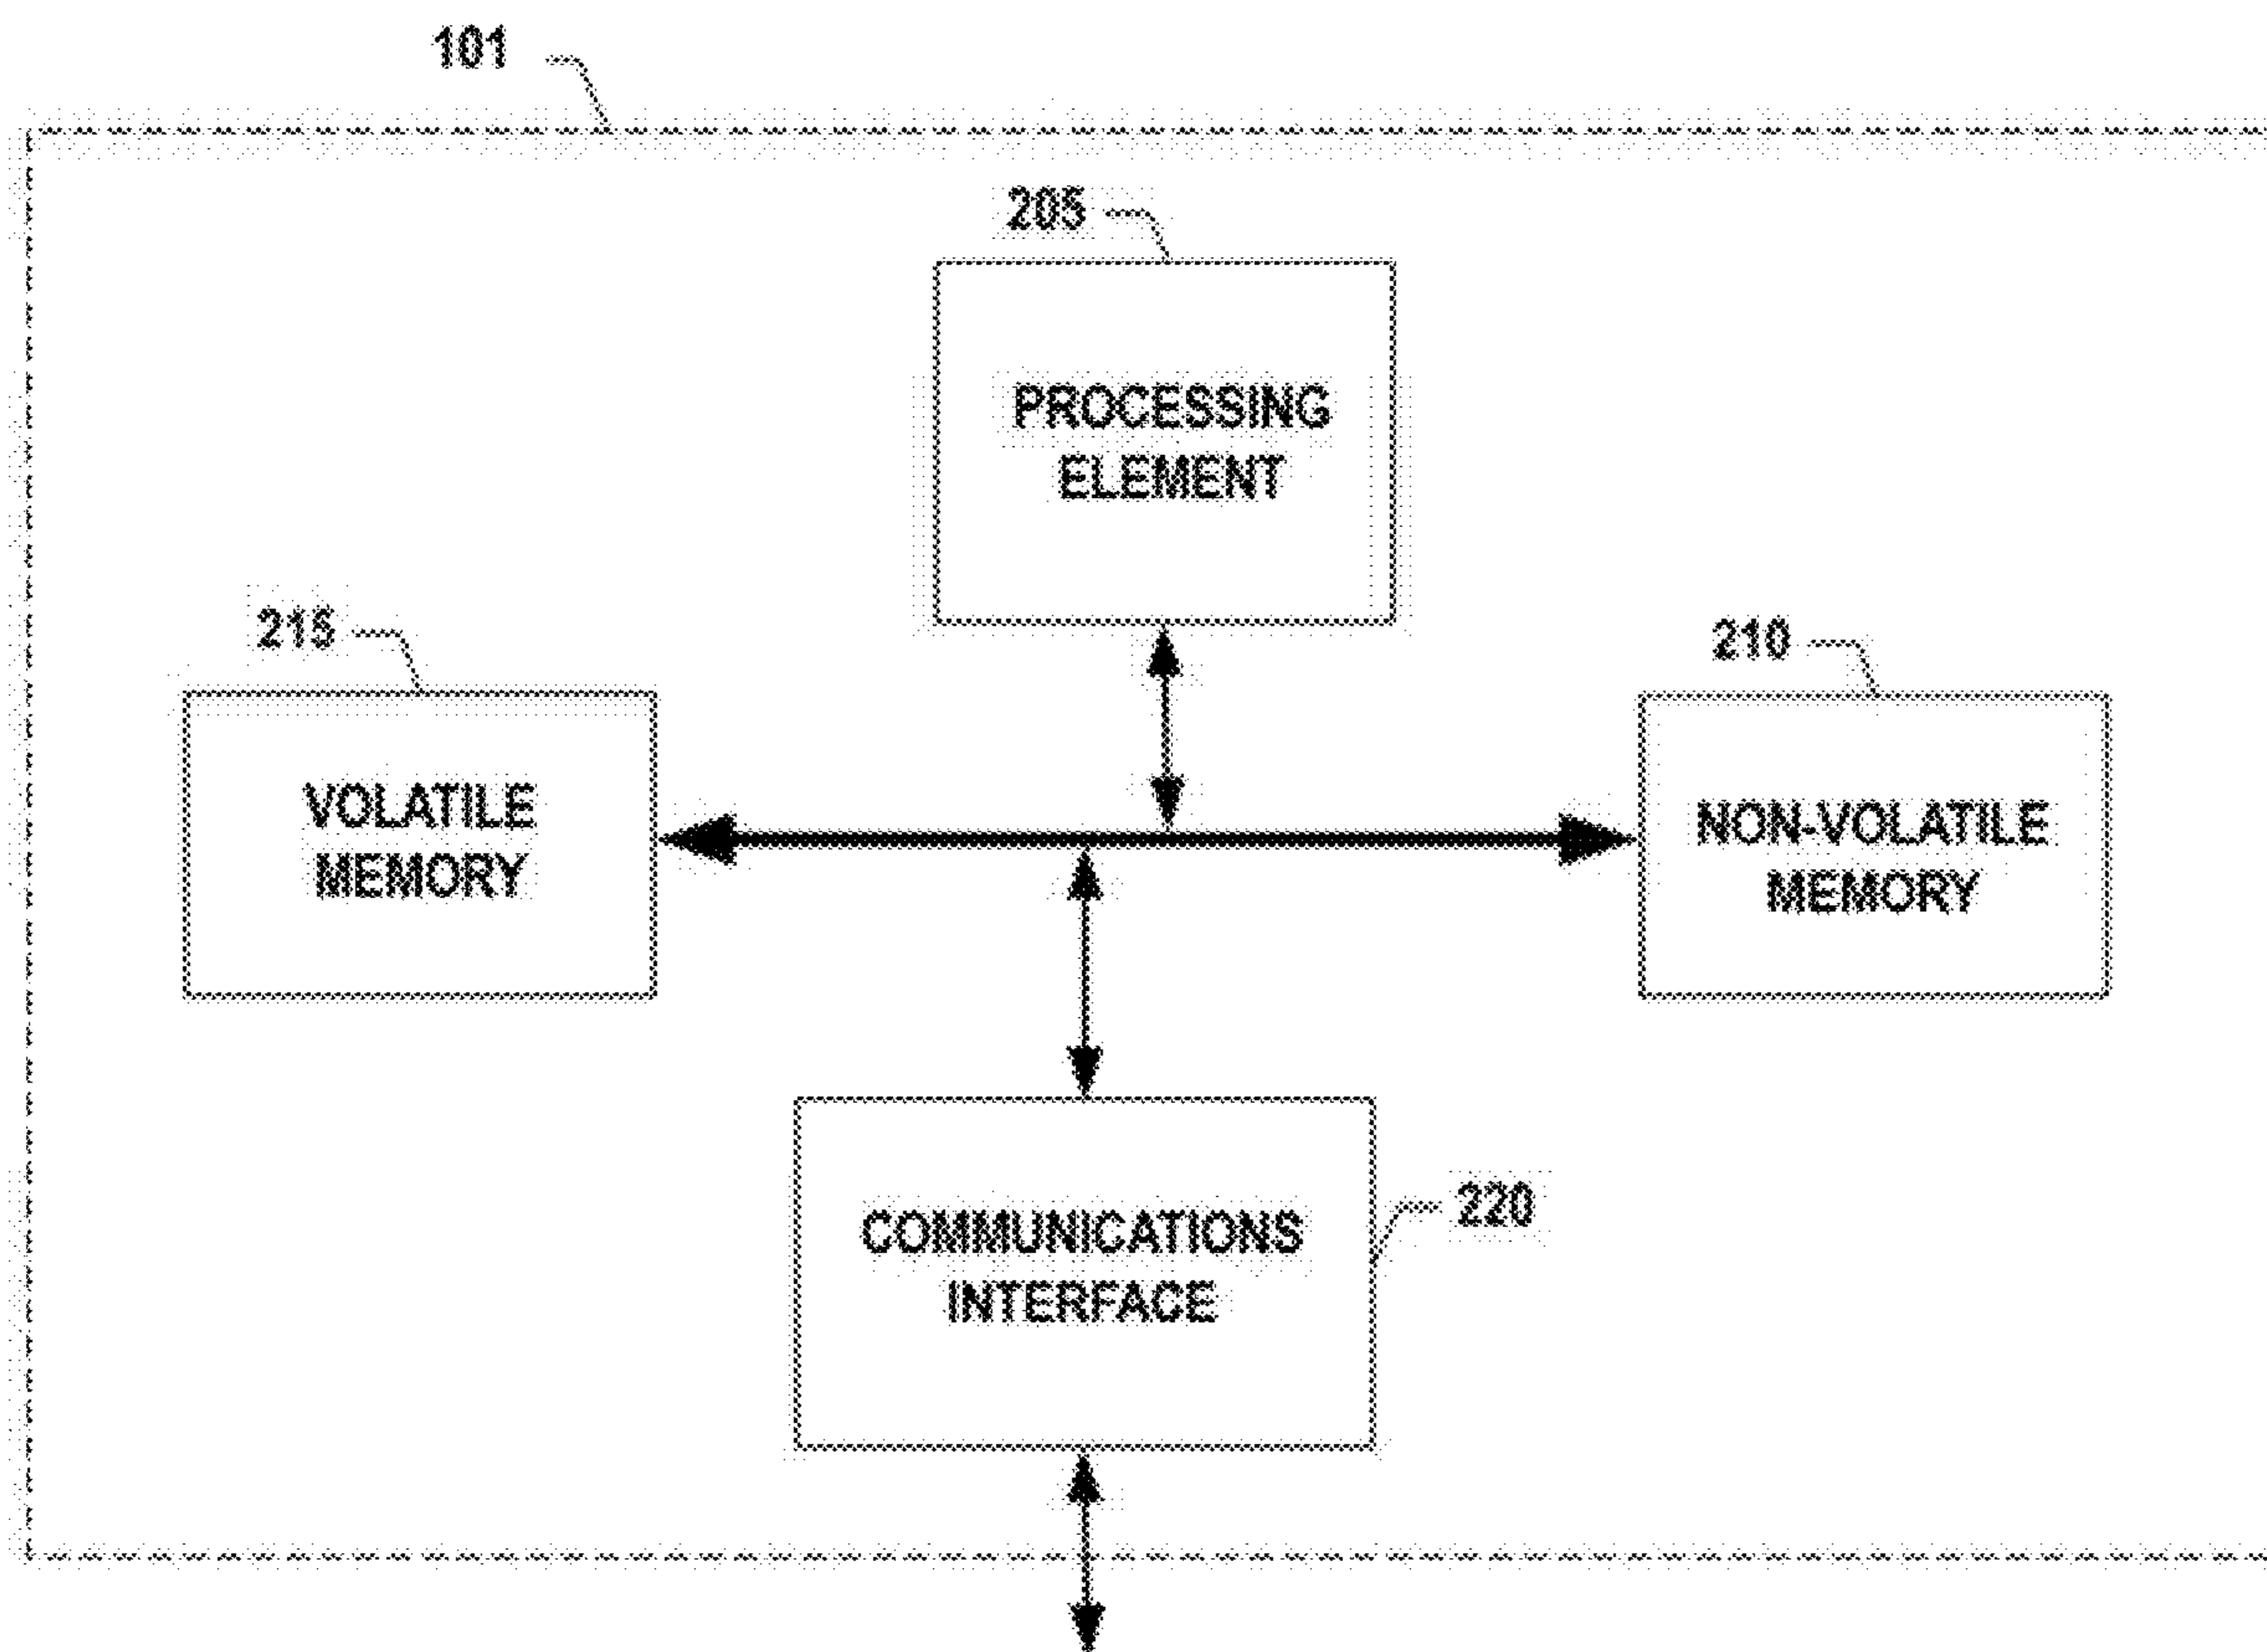 101
205
PROCESSING
ELEMENT
215
210
VOLATILE
MEMORY
NON-VOLATILE
MEMORY
220
COMMUNICATIONS
INTERFACE